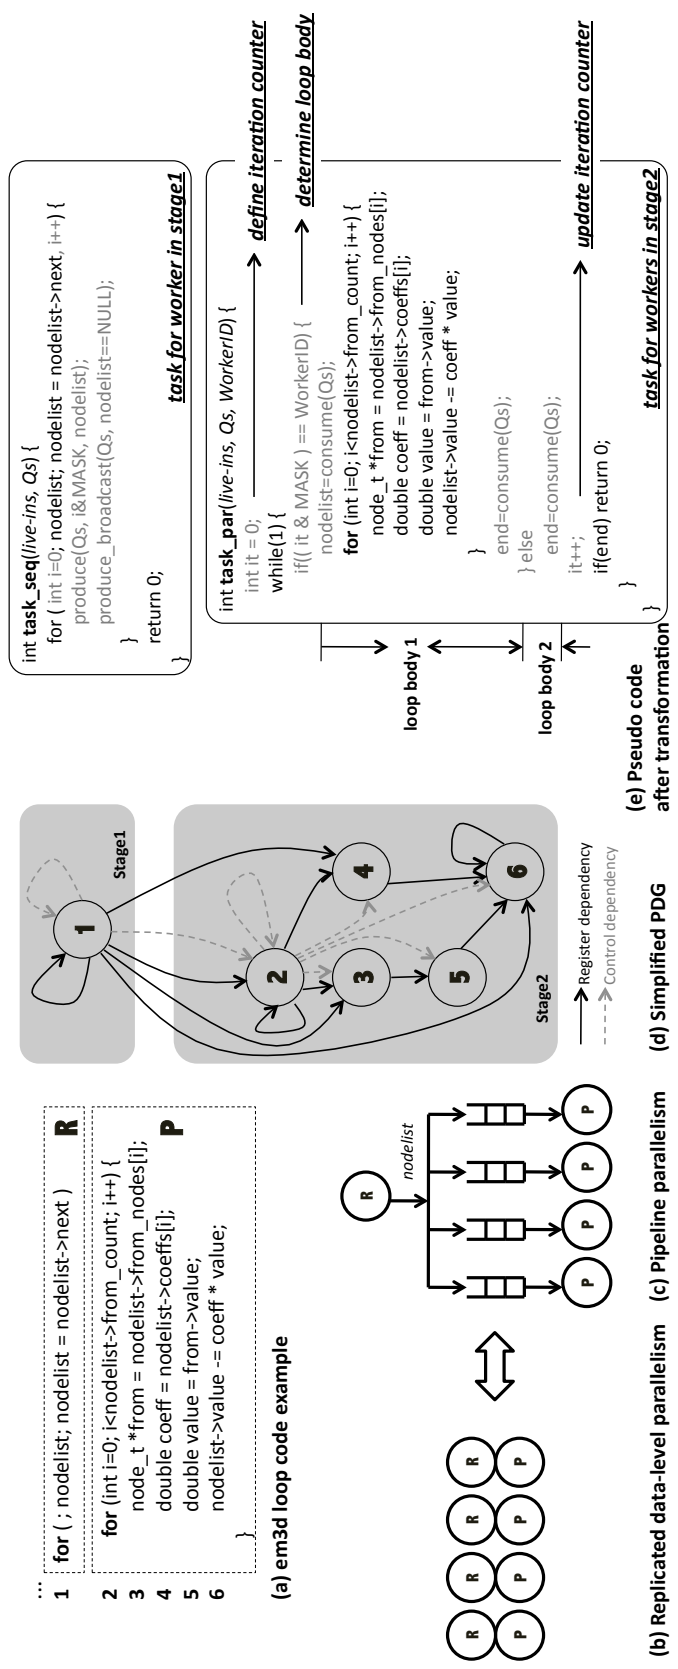 ...
1 for ( ; nodelist; nodelist = nodelist->next )
R
2 for (int i=0; i<nodelist->from_count; i++) {
3 node_t *from = nodelist->from_nodes[i];
4 double coeff = nodelist->coeffs[i];
5 double value = from->value;
6 nodelist->value -= coeff * value;
}
P
(a) em3d loop code example
R R R R
P P P P
(b) Replicated data-level parallelism
R
nodelist
P P P P
(c) Pipeline parallelism
1
Stage1
2
3
4
5
6
Stage2
Register dependency
Control dependency
(d) Simplified PDG
int task_seq(live-ins, Qs) {
for ( int i=0; nodelist; nodelist = nodelist->next, i++) {
produce(Qs, i&MASK, nodelist);
produce_broadcast(Qs, nodelist==NULL);
}
return 0;
}
task for worker in stage1
int task_par(live-ins, Qs, WorkerID) {
int it = 0;
define iteration counter
while(1) {
if(( it & MASK ) == WorkerID) {
determine loop body
nodelist=consume(Qs);
for (int i=0; i<nodelist->from_count; i++) {
node_t *from = nodelist->from_nodes[i];
double coeff = nodelist->coeffs[i];
double value = from->value;
nodelist->value -= coeff * value;
}
end=consume(Qs);
} else
end=consume(Qs);
it++;
update iteration counter
if(end) return 0;
}
}
task for workers in stage2
loop body 1
loop body 2
(e) Pseudo code
after transformation